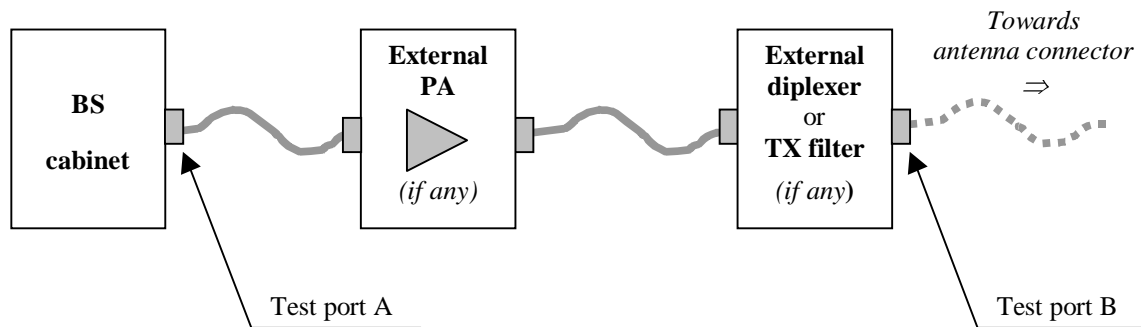 BS
cabinet
External
PA
(if any)
External
diplexer
or
TX filter
(if any)
Towards
antenna connector
⇒
Test port A
Test port B